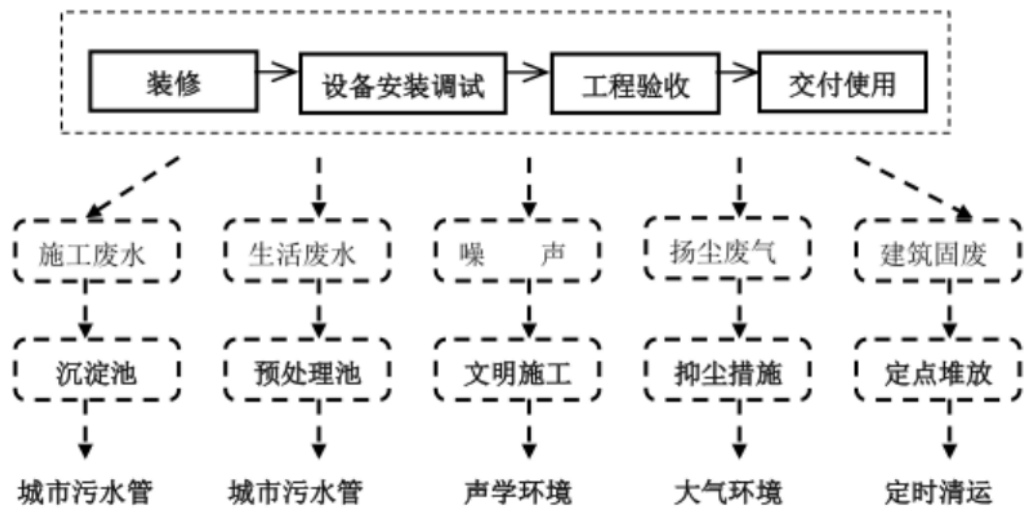 装修 设备安装调试 工程验收 交付使用
施工废水 生活废水 噪 声 扬尘废气 建筑固废
沉淀池 预处理池 文明施工 抑尘措施 定点堆放
城市污水管 城市污水管 声学环境 大气环境 定时清运